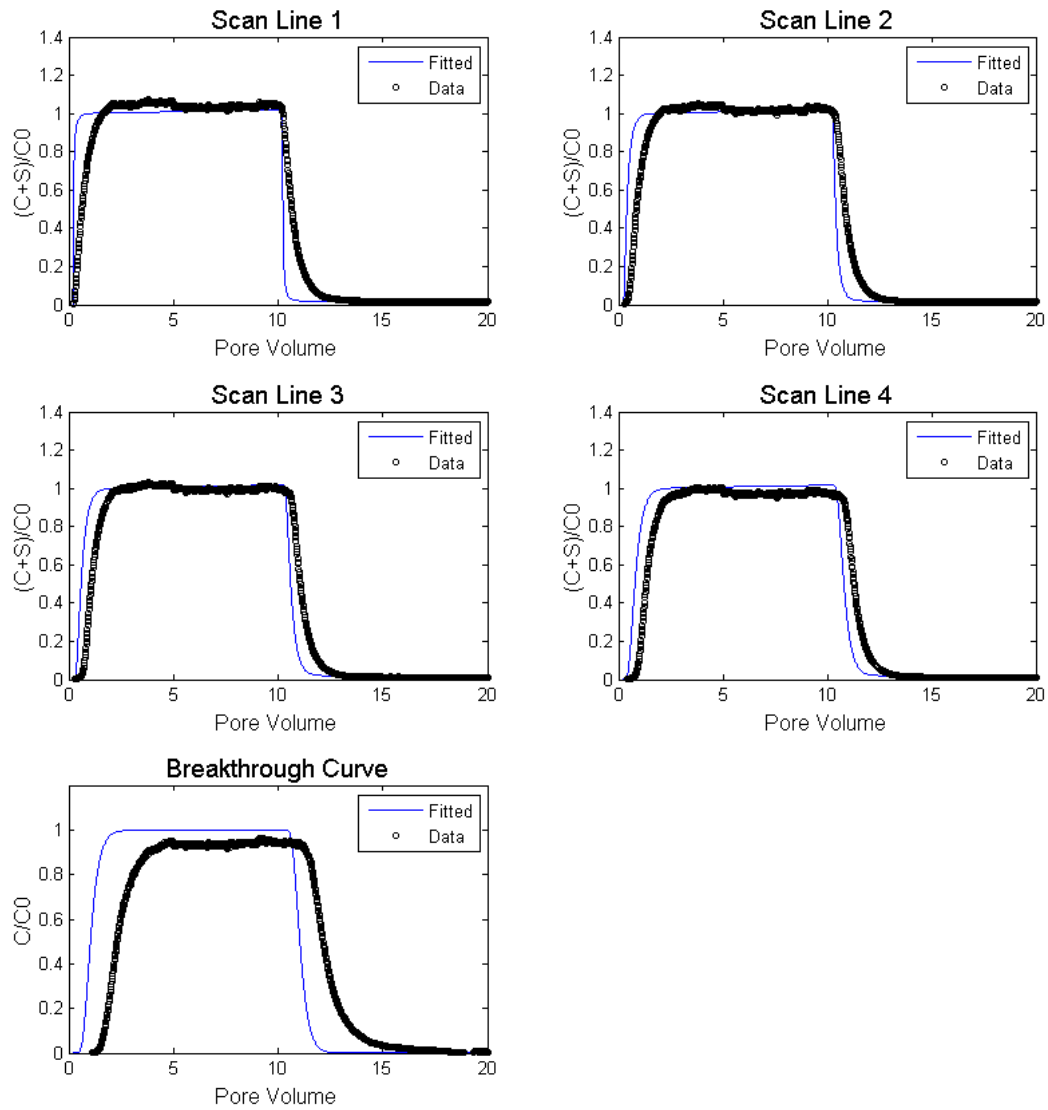 Scan Line 1
1.4
1.2
1
0.8
0.6
0.4
0.2
0
(C+S)/C0
Fitted
Data
0 5 10 15 20
Pore Volume
Scan Line 2
1.4
1.2
1
0.8
0.6
0.4
0.2
0
(C+S)/C0
Fitted
Data
0 5 10 15 20
Pore Volume
Scan Line 3
1.4
1.2
1
0.8
0.6
0.4
0.2
0
(C+S)/C0
Fitted
Data
0 5 10 15 20
Pore Volume
Scan Line 4
1.4
1.2
1
0.8
0.6
0.4
0.2
0
(C+S)/C0
Fitted
Data
0 5 10 15 20
Pore Volume
Breakthrough Curve
1
0.8
0.6
0.4
0.2
0
C/C0
Fitted
Data
0 5 10 15 20
Pore Volume